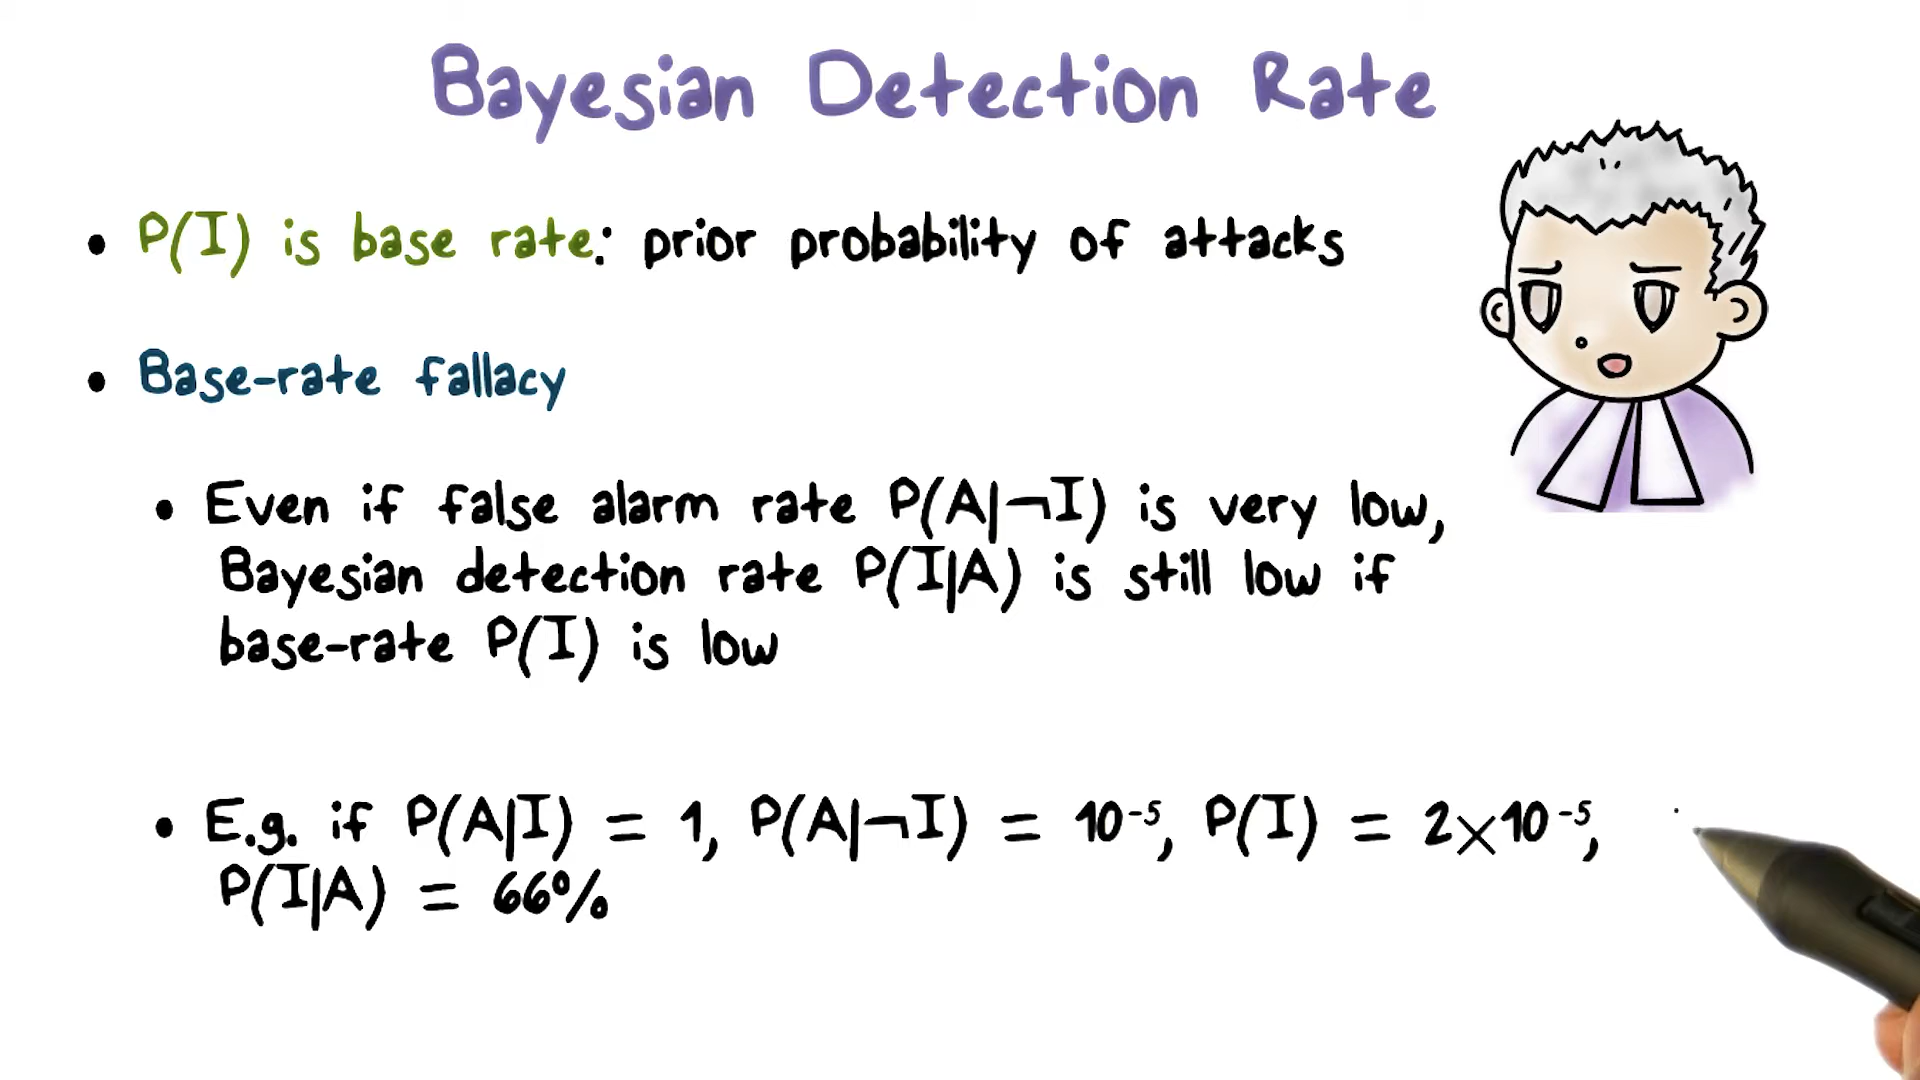 Bayesian Detection Rate
• P(I) is base rate: prior probability of attacks
• Base-rate fallacy
• Even if false alarm rate P(A|¬I) is very low,
Bayesian detection rate P(I|A) is still low if
base-rate P(I) is low
• E.g. if P(A|I) = 1, P(A|¬I) = 10⁻⁵, P(I) = 2×10⁻⁵,
P(I|A) = 66%